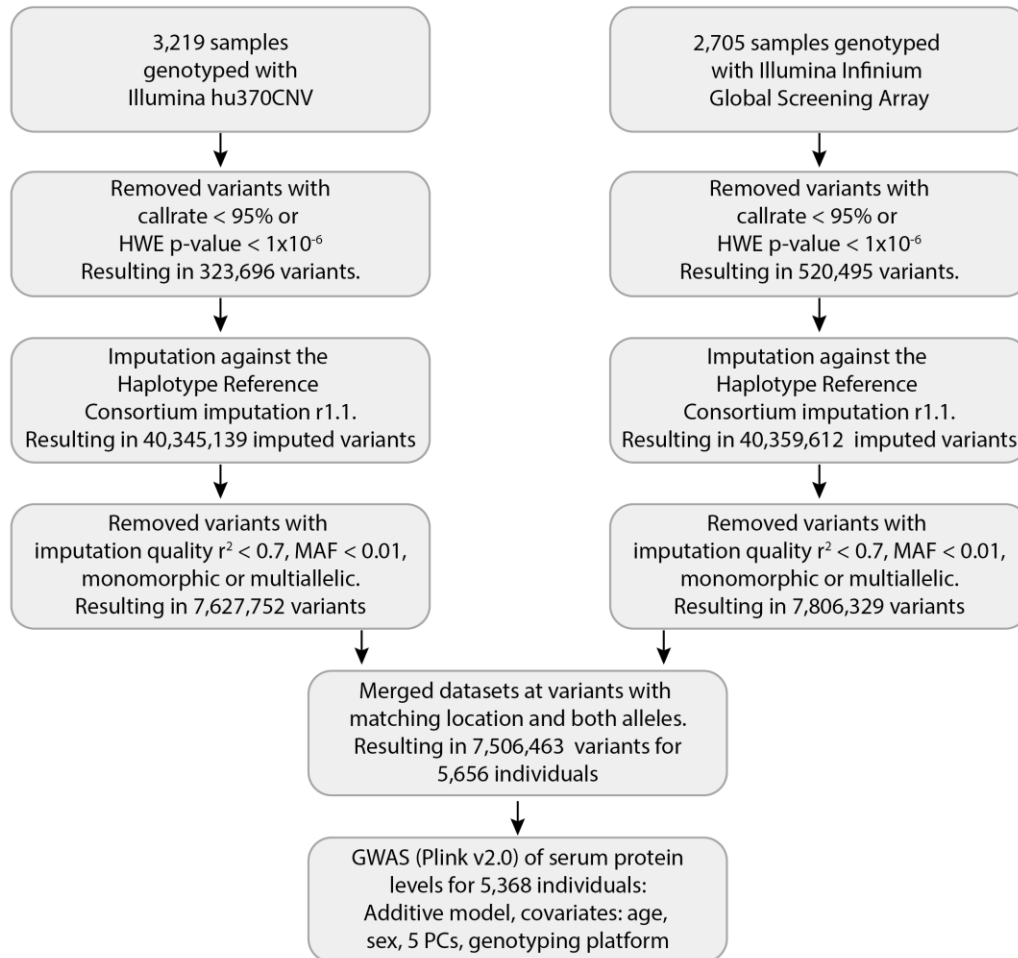 3,219 samples
genotyped with
Illumina hu370CNV
2,705 samples genotyped
with Illumina Infinium
Global Screening Array
Removed variants with
callrate < 95% or
HWE p-value < 1x10⁻⁶
Resulting in 323,696 variants.
Removed variants with
callrate < 95% or
HWE p-value < 1x10⁻⁶
Resulting in 520,495 variants.
Imputation against the
Haplotype Reference
Consortium imputation r1.1.
Resulting in 40,345,139 imputed variants
Imputation against the
Haplotype Reference
Consortium imputation r1.1.
Resulting in 40,359,612 imputed variants
Removed variants with
imputation quality r² < 0.7, MAF < 0.01,
monomorphic or multiallelic.
Resulting in 7,627,752 variants
Removed variants with
imputation quality r² < 0.7, MAF < 0.01,
monomorphic or multiallelic.
Resulting in 7,806,329 variants
Merged datasets at variants with
matching location and both alleles.
Resulting in 7,506,463 variants for
5,656 individuals
GWAS (Plink v2.0) of serum protein
levels for 5,368 individuals:
Additive model, covariates: age,
sex, 5 PCs, genotyping platform